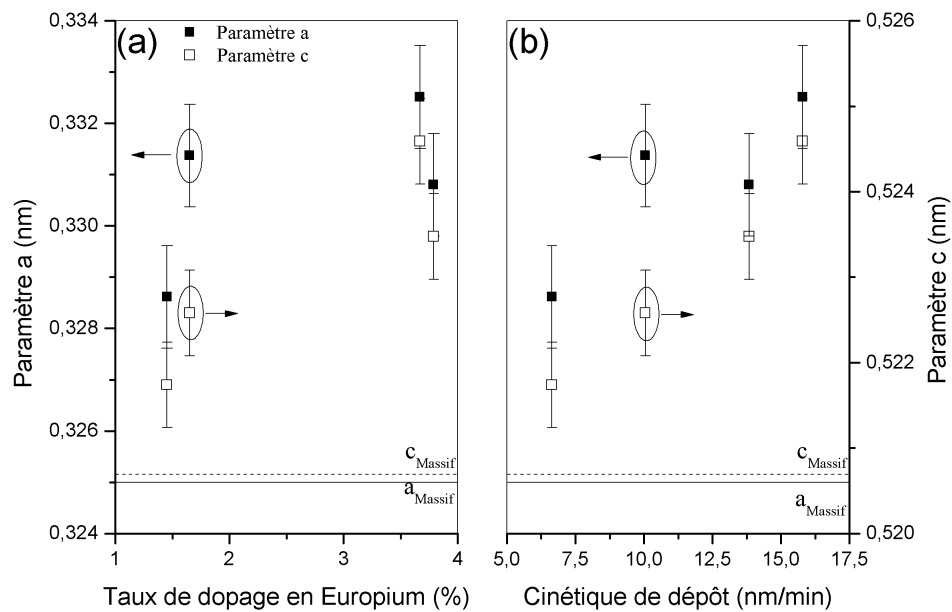 (a)
Paramètre a
Paramètre c
(b)
0,334
0,332
0,330
0,328
0,326
0,324
Paramètre a (nm)
c Massif
a Massif
1
2
3
4
Taux de dopage en Europium (%)
c Massif
a Massif
5,0
7,5
10,0
12,5
15,0
17,5
Cinétique de dépôt (nm/min)
0,526
0,524
0,522
0,520
Paramètre c (nm)